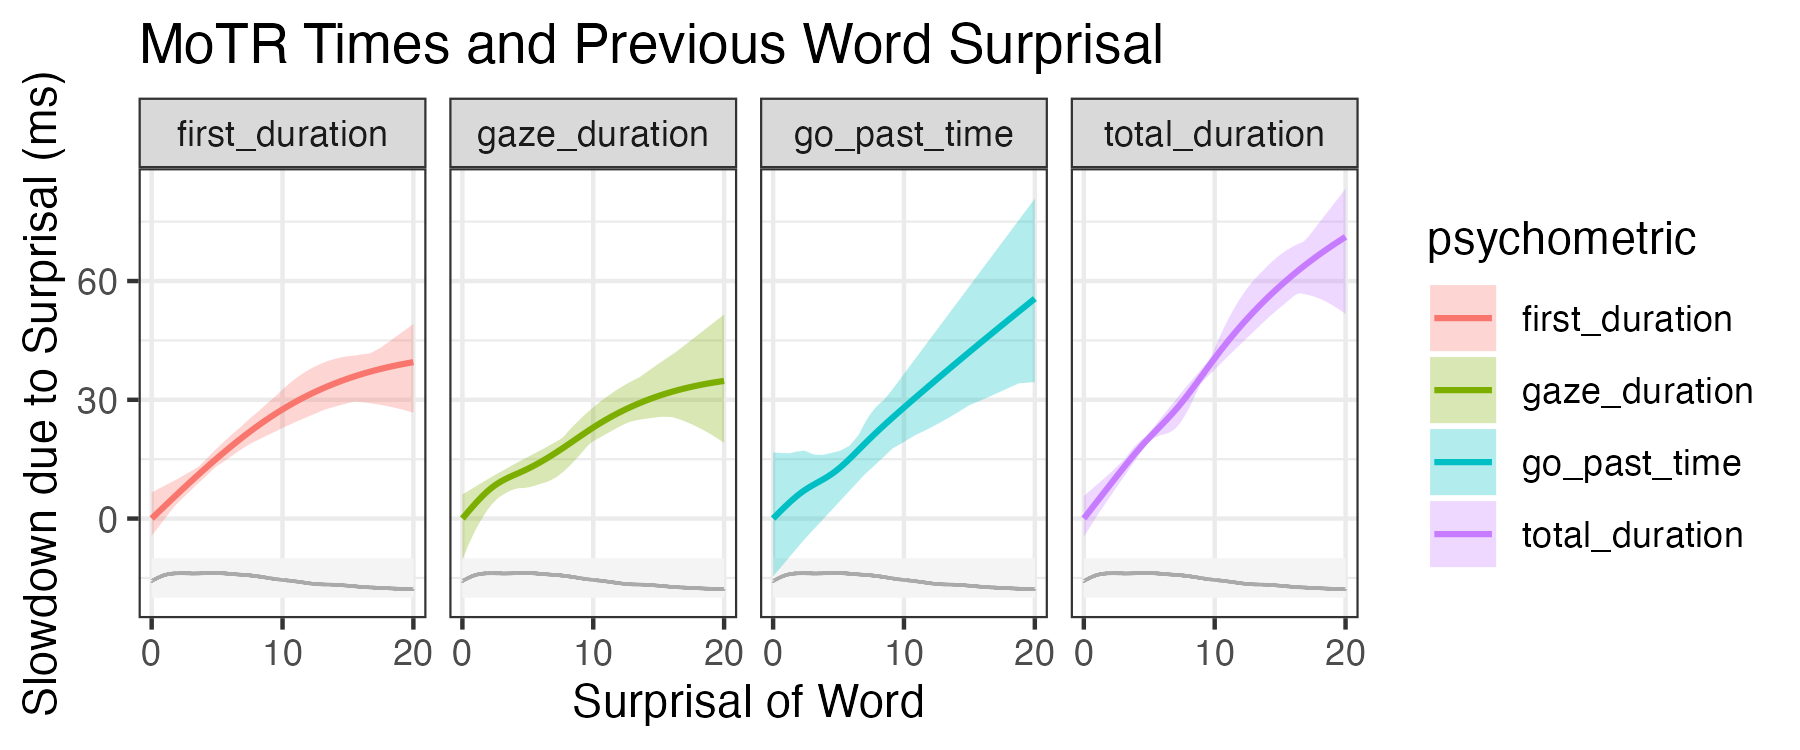 MoTR Times and Previous Word Surprisal
first_duration
gaze_duration
go_past_time
total_duration
Slowdown due to Surprisal (ms)
60
30
0
0 10 20
0 10 20
0 10 20
0 10 20
Surprisal of Word
psychometric
first_duration
gaze_duration
go_past_time
total_duration